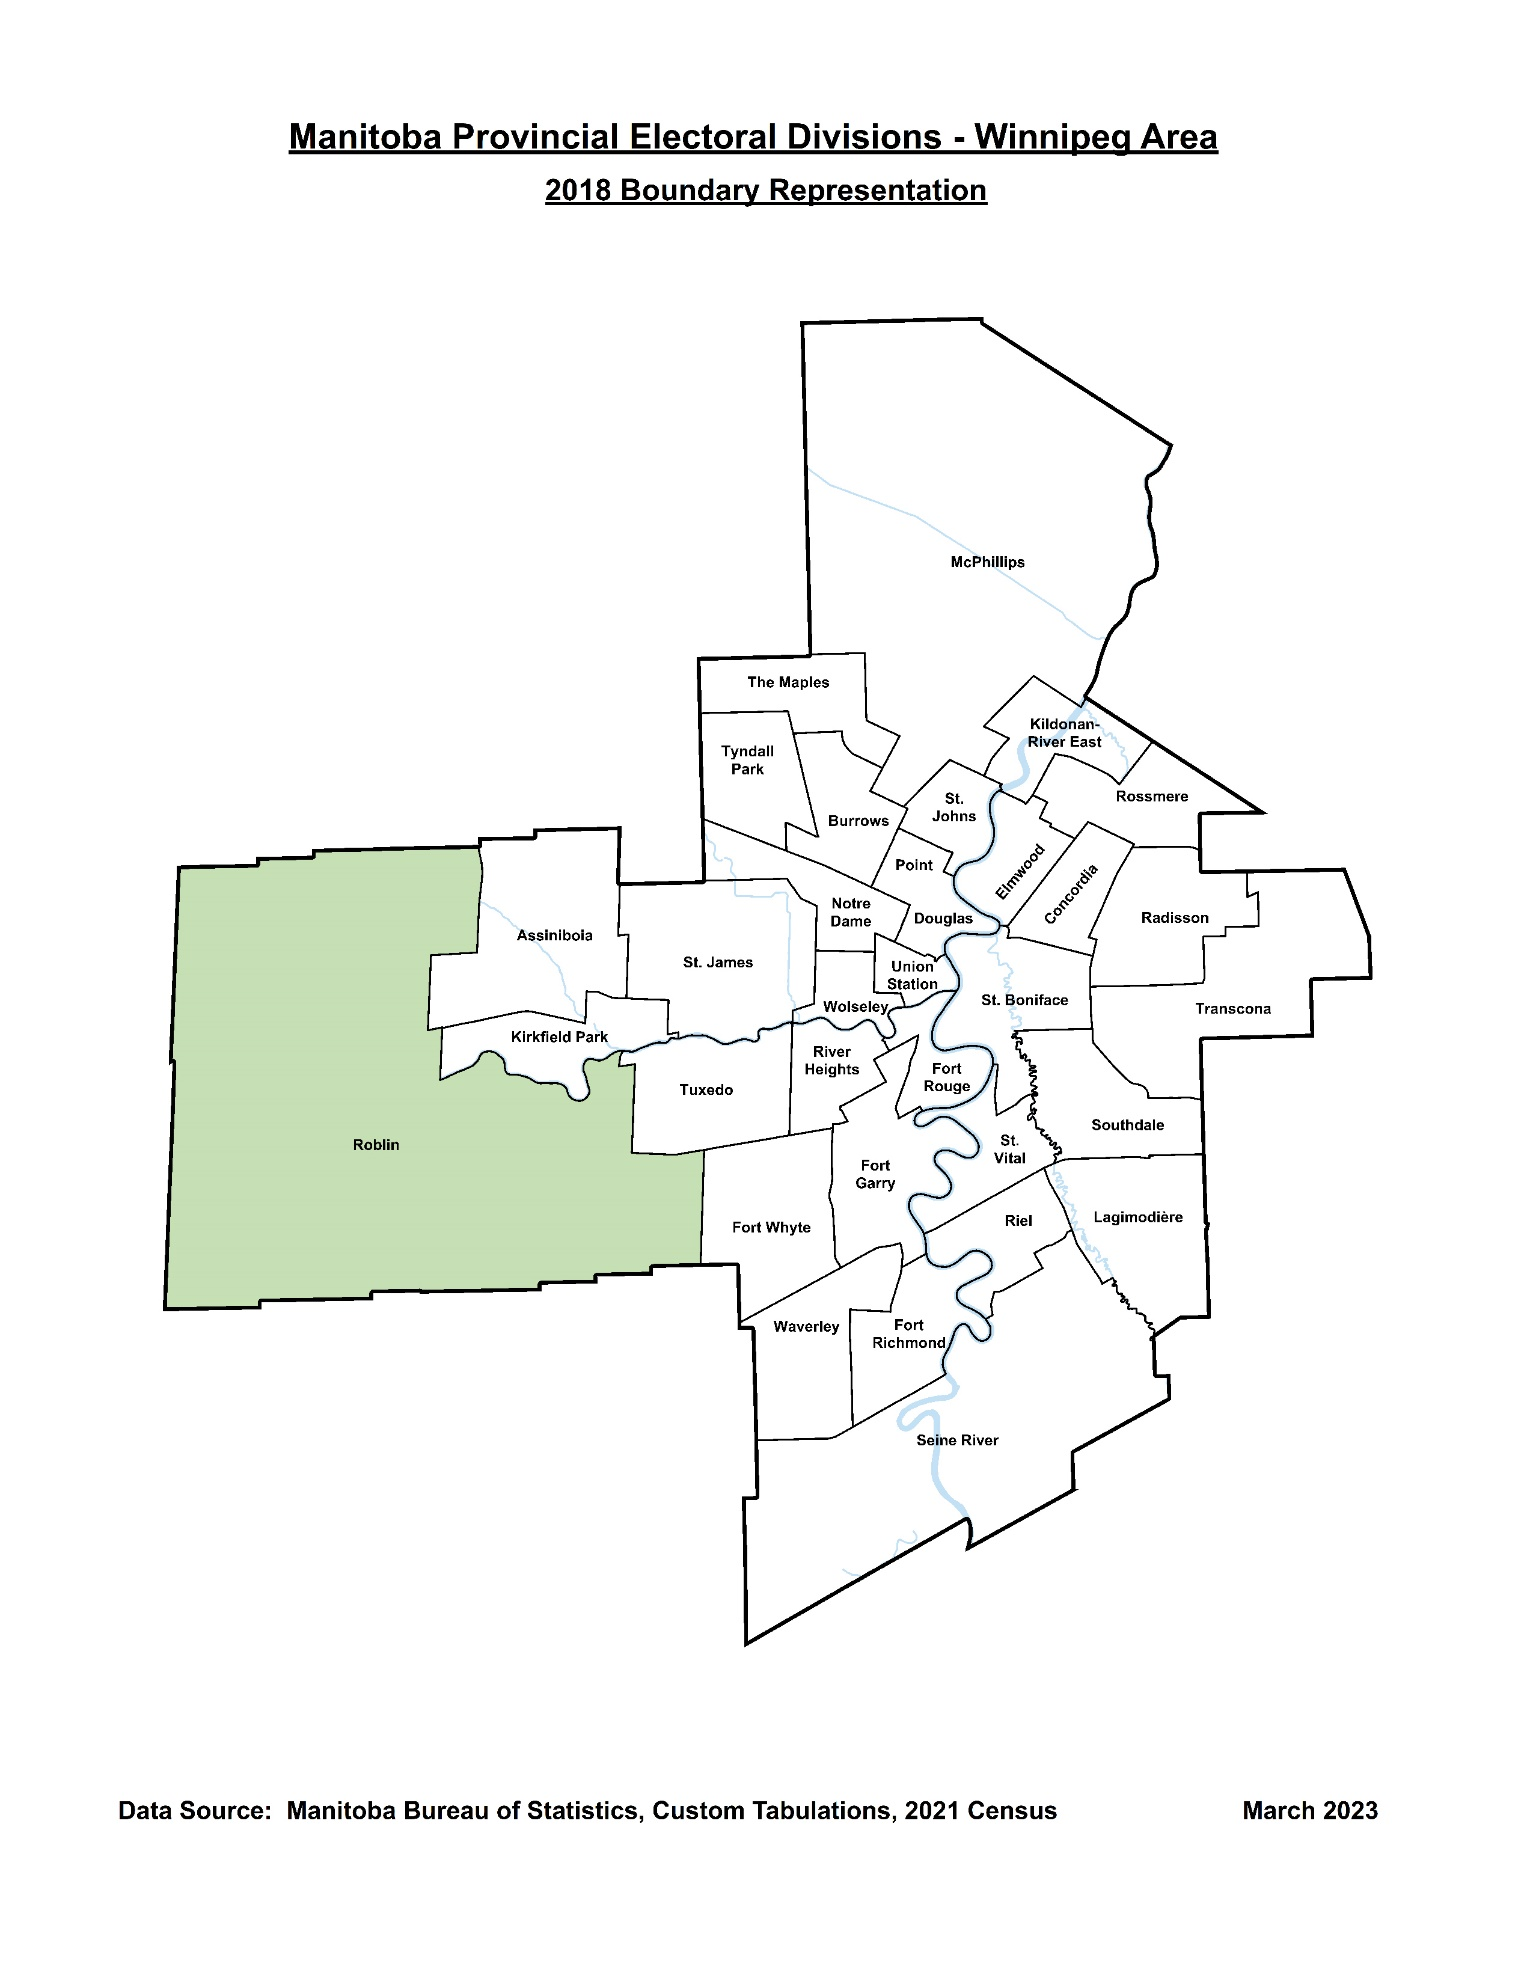 Manitoba Provincial Electoral Divisions - Winnipeg Area
2018 Boundary Representation
McPhillips
The Maples
Kildonan-
River East
Tyndall
Park
Rossmere
St.
Johns
Burrows
Point
Douglas
Elmwood
Concordia
Notre
Dame
Radisson
Assiniboia
St. James
Union
Station
St. Boniface
Wolseley
Transcona
Kirkfield Park
River
Heights
Tuxedo
Fort
Rouge
Southdale
Roblin
St.
Vital
Fort
Garry
Fort Whyte
Riel
Lagimodière
Waverley
Fort
Richmond
Seine River
Data Source: Manitoba Bureau of Statistics, Custom Tabulations, 2021 Census
March 2023